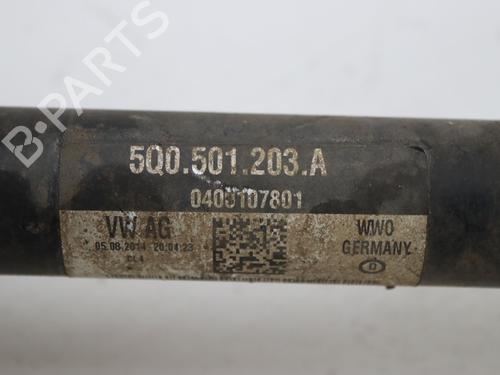 B-PARTS
5Q0.501.203.A
0400107801
VW AG
WWO
05.08.2014 20:04:23
GERMANY